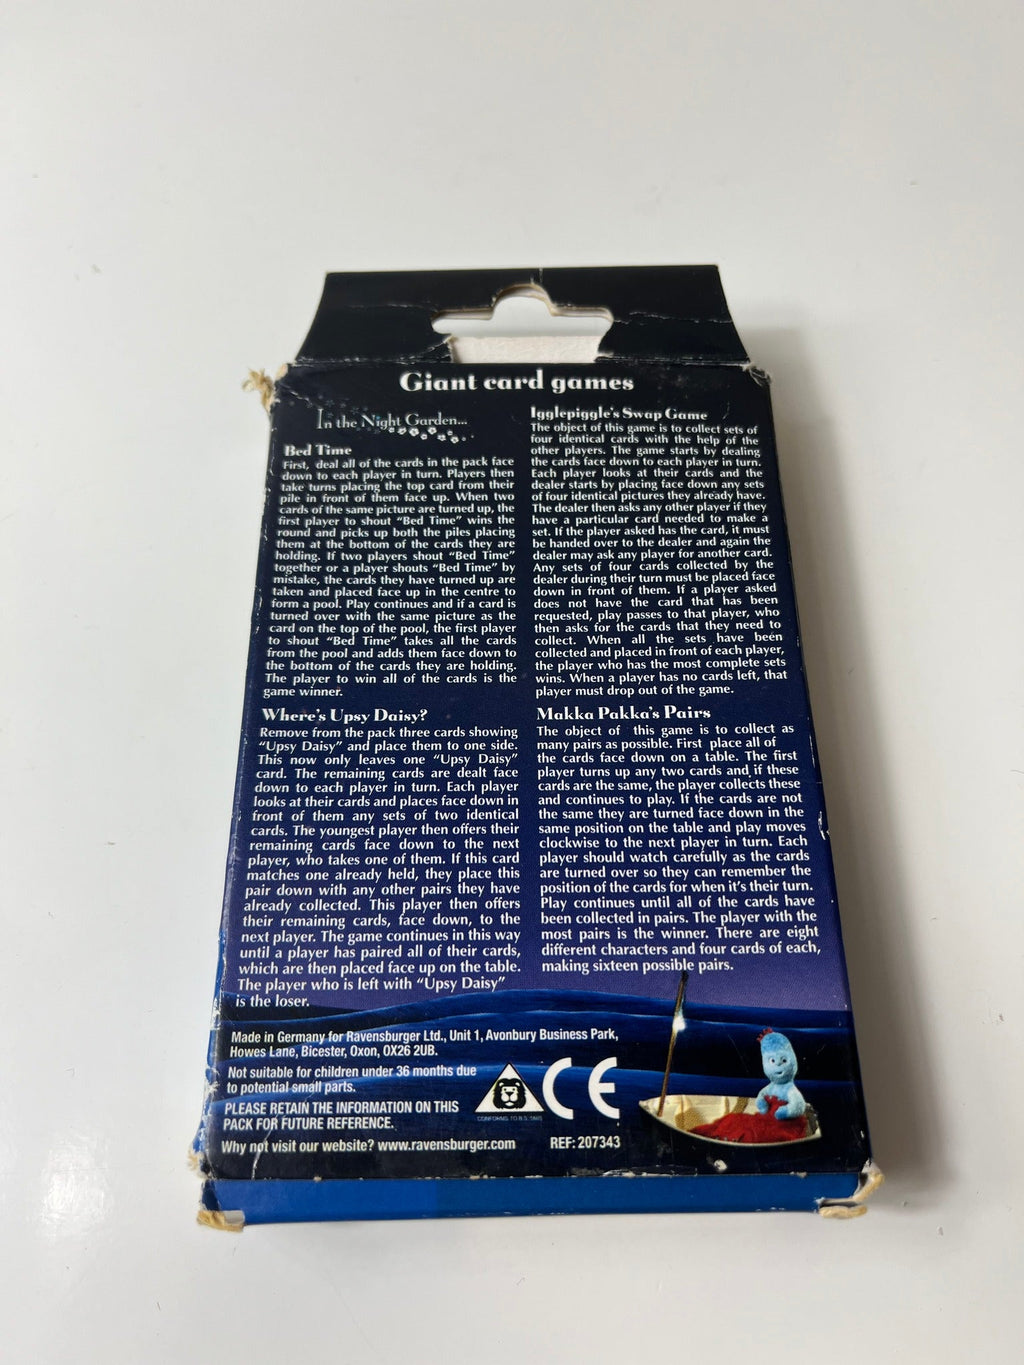 Giant card games
In the Night Garden...
Bed Time
First, deal all of the cards in the pack face
down to each player in turn. Players then
take turns placing the top card from their
pile in front of them face up. When two
cards of the same picture are turned up, the
first player to shout “Bed Time” wins the
round and picks up both the piles placing
them at the bottom of the cards they are
holding. If two players shout “Bed Time”
together or a player shouts “Bed Time” by
mistake, the cards they have turned up are
taken and placed face up in the centre to
form a pool. Play continues and if a card is
turned over with the same picture as the
card on the top of the pool, the first player
to shout “Bed Time” takes all the cards
from the pool and adds them face down to
the bottom of the cards they are holding.
The player to win all of the cards is the
game winner.
Where's Upsy Daisy?
Remove from the pack three cards showing
“Upsy Daisy” and place them to one side.
This now only leaves one “Upsy Daisy”
card. The remaining cards are dealt face
down to each player in turn. Each player
looks at their cards and places face down in
front of them any sets of two identical
cards. The youngest player then offers their
remaining cards face down to the next
player, who takes one of them. If this card
matches one already held, they place this
pair down with any other pairs they have
already collected. This player then offers
their remaining cards, face down, to the
next player. The game continues in this way
until a player has paired all of their cards,
which are then placed face up on the table.
The player who is left with “Upsy Daisy”
is the loser.
Igglepiggle's Swap Game
The object of this game is to collect sets of
four identical cards with the help of the
other players. The game starts by dealing
the cards face down to each player in turn.
Each player looks at their cards and the
dealer starts by placing face down any sets
of four identical pictures they already have.
The dealer then asks any other player if they
have a particular card needed to make a
set. If the player asked has the card, it must
be handed over to the dealer and again the
dealer may ask any player for another card.
Any sets of four cards collected by the
dealer during their turn must be placed face
down in front of them. If a player asked
does not have the card that has been
requested, play passes to that player, who
then asks for the cards that they need to
collect. When all the sets have been
collected and placed in front of each player,
the player who has the most complete sets
wins. When a player has no cards left, that
player must drop out of the game.
Makka Pakka's Pairs
The object of this game is to collect as
many pairs as possible. First place all of
the cards face down on a table. The first
player turns up any two cards and if these
cards are the same, the player collects these
and continues to play. If the cards are not
the same they are turned face down in the
same position on the table and play moves
clockwise to the next player in turn. Each
player should watch carefully as the cards
are turned over so they can remember the
position of the cards for when it's their turn.
Play continues until all of the cards have
been collected in pairs. The player with the
most pairs is the winner. There are eight
different characters and four cards of each,
making sixteen possible pairs.
Made in Germany for Ravensburger Ltd., Unit 1, Avonbury Business Park,
Howes Lane, Bicester, Oxon, OX26 2UB.
Not suitable for children under 36 months due
to potential small parts.
PLEASE RETAIN THE INFORMATION ON THIS
PACK FOR FUTURE REFERENCE.
Why not visit our website? www.ravensburger.com
CONFORMS TO B.S. 5665
CE
REF: 207343